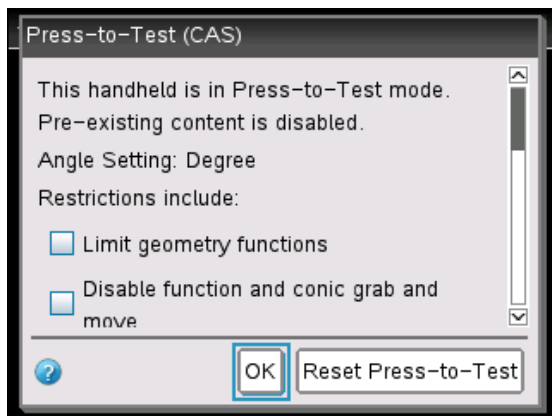 Press-to-Test (CAS)
This handheld is in Press-to-Test mode.
Pre-existing content is disabled.
Angle Setting: Degree
Restrictions include:
Limit geometry functions
Disable function and conic grab and
move
?
OK
Reset Press-to-Test